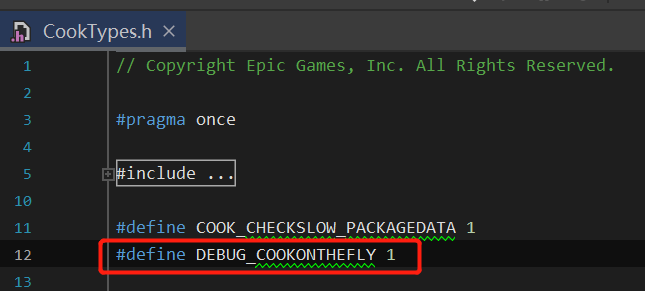 CookTypes.h
1 // Copyright Epic Games, Inc. All Rights Reserved.
2
3 #pragma once
4
5 #include ...
10
11 #define COOK_CHECKSLOW_PACKAGEDATA 1
12 #define DEBUG_COOKONTHEFLY 1
13